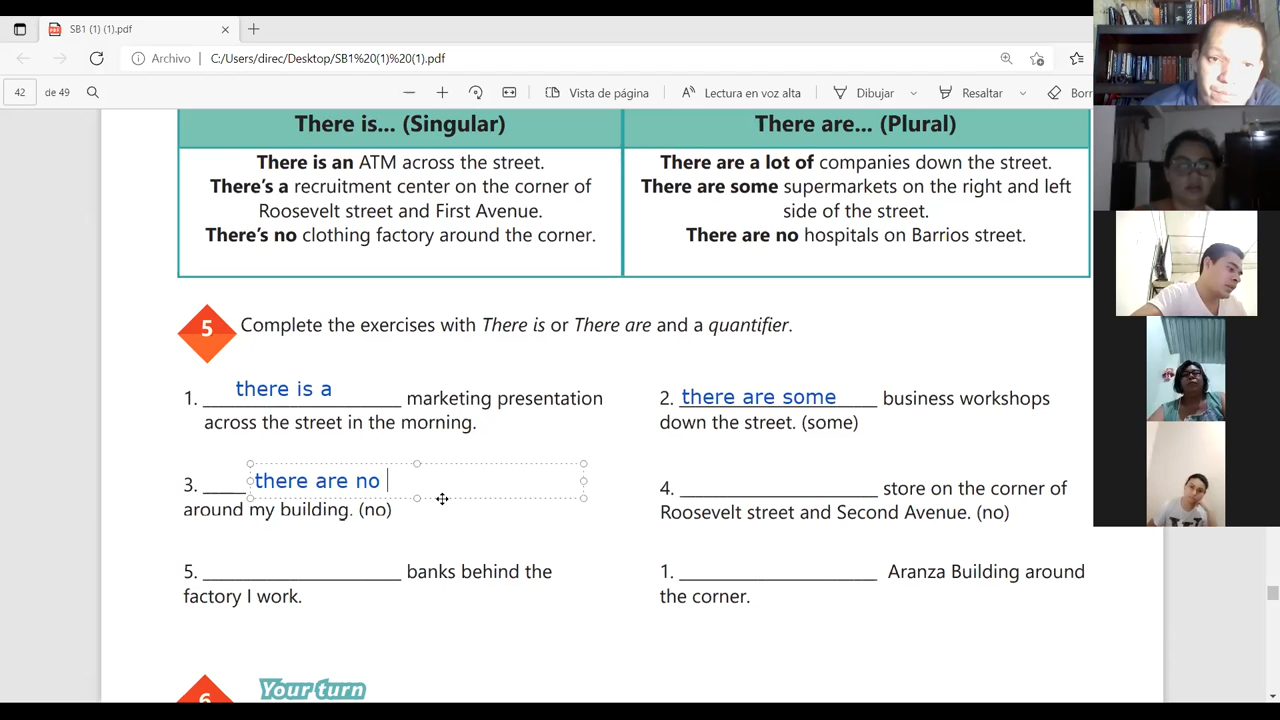 SB1 (1) (1).pdf
Archivo C:/Users/direc/Desktop/SB1%20(1)%20(1).pdf
42 de 49 Vista de página Lectura en voz alta Dibujar Resaltar Borr
There is... (Singular)
There are... (Plural)
There is an ATM across the street.
There's a recruitment center on the corner of
Roosevelt street and First Avenue.
There's no clothing factory around the corner.
There are a lot of companies down the street.
There are some supermarkets on the right and left
side of the street.
There are no hospitals on Barrios street.
5 Complete the exercises with There is or There are and a quantifier.
1. there is a marketing presentation
across the street in the morning.
2. there are some business workshops
down the street. (some)
3. there are no
around my building. (no)
4. ____________________ store on the corner of
Roosevelt street and Second Avenue. (no)
5. ____________________ banks behind the
factory I work.
1. ____________________ Aranza Building around
the corner.
6 Your turn